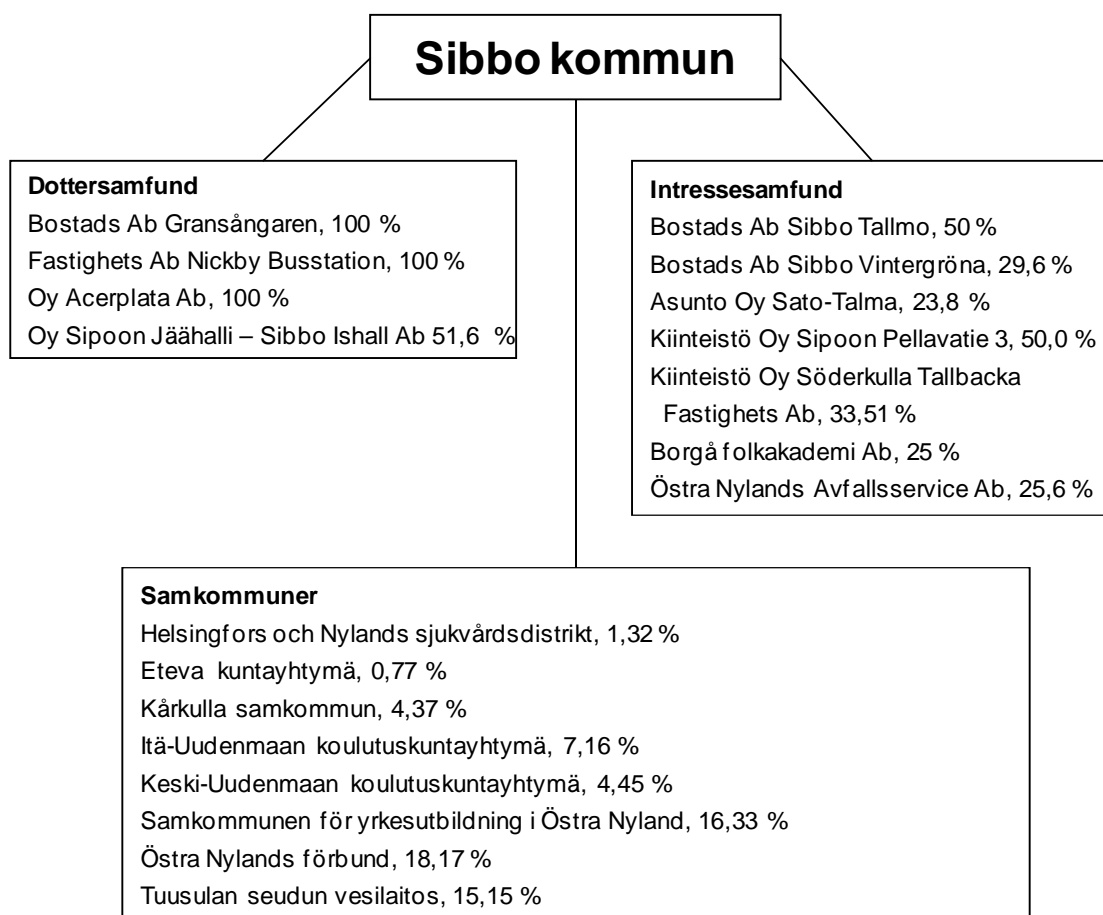 Sibbo kommun
Dottersamfund
Bostads Ab Gransångaren, 100 %
Fastighets Ab Nickby Busstation, 100 %
Oy Acerplata Ab, 100 %
Oy Sipoon Jäähalli – Sibbo Ishall Ab 51,6 %
Intressesamfund
Bostads Ab Sibbo Tallmo, 50 %
Bostads Ab Sibbo Vintergröna, 29,6 %
Asunto Oy Sato-Talma, 23,8 %
Kiinteistö Oy Sipoon Pellavatie 3, 50,0 %
Kiinteistö Oy Söderkulla Tallbacka
Fastighets Ab, 33,51 %
Borgå folkakademi Ab, 25 %
Östra Nylands Avfallsservice Ab, 25,6 %
Samkommuner
Helsingfors och Nylands sjukvårdsdistrikt, 1,32 %
Eteva kuntayhtymä, 0,77 %
Kårkulla samkommun, 4,37 %
Itä-Uudenmaan koulutuskuntayhtymä, 7,16 %
Keski-Uudenmaan koulutuskuntayhtymä, 4,45 %
Samkommunen för yrkesutbildning i Östra Nyland, 16,33 %
Östra Nylands förbund, 18,17 %
Tuusulan seudun vesilaitos, 15,15 %